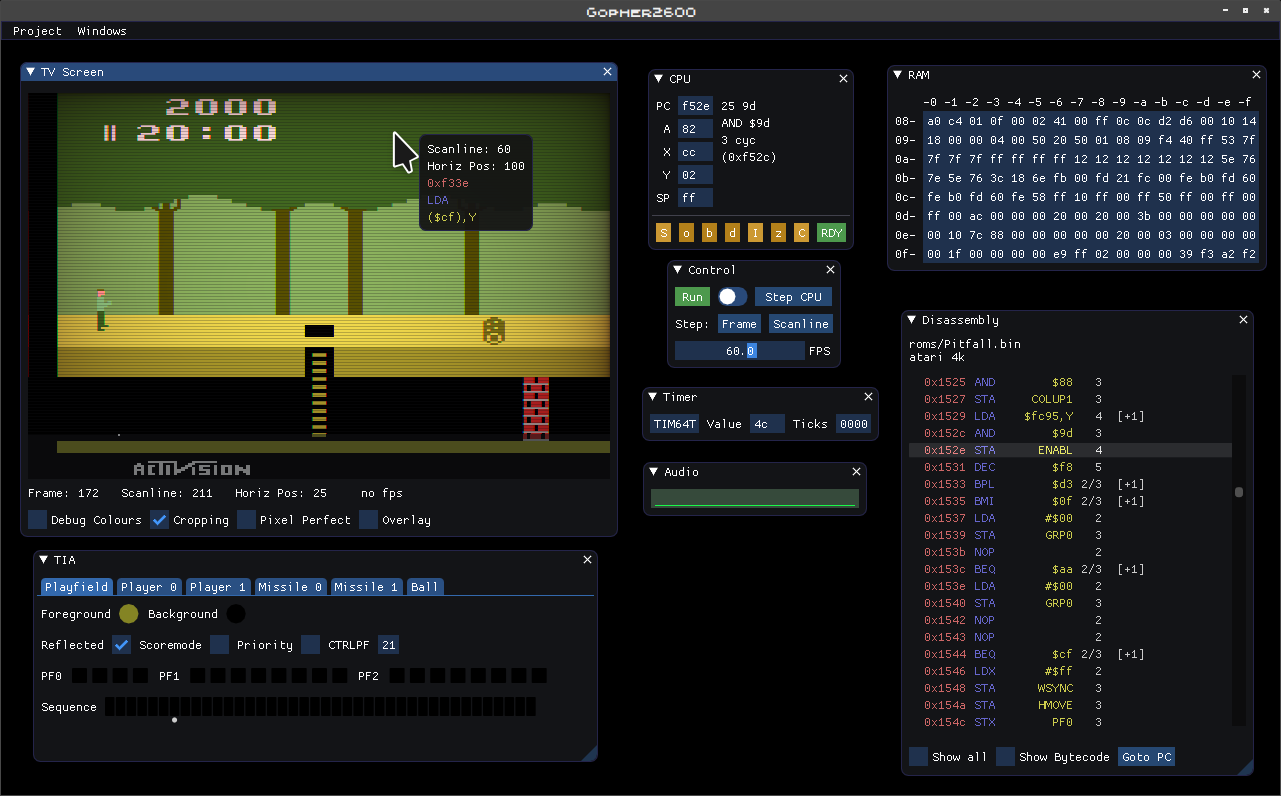 Gopher2600
Project Windows
TV Screen
2000
20:00
Scanline: 60
Horiz Pos: 100
0xf33e
LDA
($cf),Y
ACTIVISION
Frame: 172 Scanline: 211 Horiz Pos: 25 no fps
Debug Colours Cropping Pixel Perfect Overlay
TIA
Playfield Player 0 Player 1 Missile 0 Missile 1 Ball
Foreground Background
Reflected Scoremode Priority CTRLPF 21
PF0 PF1 PF2
Sequence
CPU
PC f52e 25 9d
A 82 AND $9d
X cc 3 cyc
(0xf52c)
Y 02
SP ff
S o b d I z C RDY
Control
Run Step CPU
Step: Frame Scanline
60.0 FPS
Timer
TIM64T Value 4c Ticks 0000
Audio
RAM
-0 -1 -2 -3 -4 -5 -6 -7 -8 -9 -a -b -c -d -e -f
08- a0 c4 01 0f 00 02 41 00 ff 0c 0c d2 d6 00 10 14
09- 18 00 00 04 00 50 20 20 50 01 08 09 f4 40 ff 53 7f
0a- 7f 7f 7f ff ff ff ff 12 12 12 12 12 12 12 5e 76
0b- 7e 5e 76 3c 18 6e fb 00 fd 21 fc 00 fe b0 fd 60
0c- fe b0 fd 60 fe 58 ff 10 ff 00 ff 50 ff 00 ff 00
0d- ff 00 ac 00 00 00 20 00 20 00 3b 00 00 00 00 00
0e- 00 10 7c 88 00 00 00 00 00 20 00 03 00 00 00 00
0f- 00 1f 00 00 00 00 e9 ff 02 00 00 00 39 f3 a2 f2
Disassembly
roms/Pitfall.bin
atari 4k
0x1525 AND $88 3
0x1527 STA COLUP1 3
0x1529 LDA $fc95,Y 4 [+1]
0x152c AND $9d 3
0x152e STA ENABL 4
0x1531 DEC $f8 5
0x1533 BPL $d3 2/3 [+1]
0x1535 BMI $0f 2/3 [+1]
0x1537 LDA #$00 2
0x1539 STA GRP0 3
0x153b NOP 2
0x153c BEQ $aa 2/3 [+1]
0x153e LDA #$00 2
0x1540 STA GRP0 3
0x1542 NOP 2
0x1543 NOP 2
0x1544 BEQ $cf 2/3 [+1]
0x1546 LDX #$ff 2
0x1548 STA WSYNC 3
0x154a STA HMOVE 3
0x154c STX PF0 3
Show all Show Bytecode Goto PC